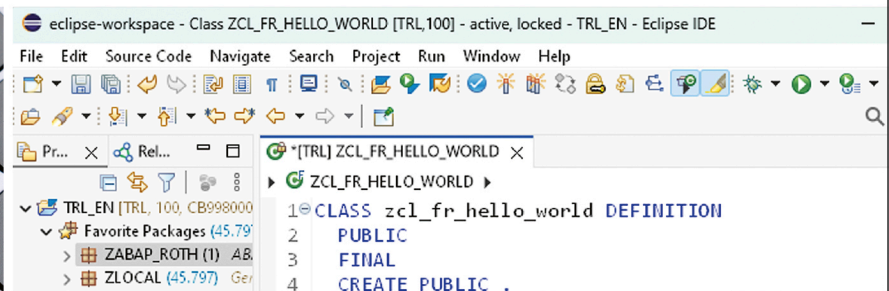 eclipse-workspace - Class ZCL_FR_HELLO_WORLD [TRL,100] - active, locked - TRL_EN - Eclipse IDE
File Edit Source Code Navigate Search Project Run Window Help
Pr... Rel...
*[TRL] ZCL_FR_HELLO_WORLD
ZCL_FR_HELLO_WORLD
TRL_EN [TRL, 100, CB998000
Favorite Packages (45.79
ZABAP_ROTH (1) AB
ZLOCAL (45.797) Ger
1 CLASS zcl_fr_hello_world DEFINITION
2 PUBLIC
3 FINAL
4 CREATE PUBLIC .